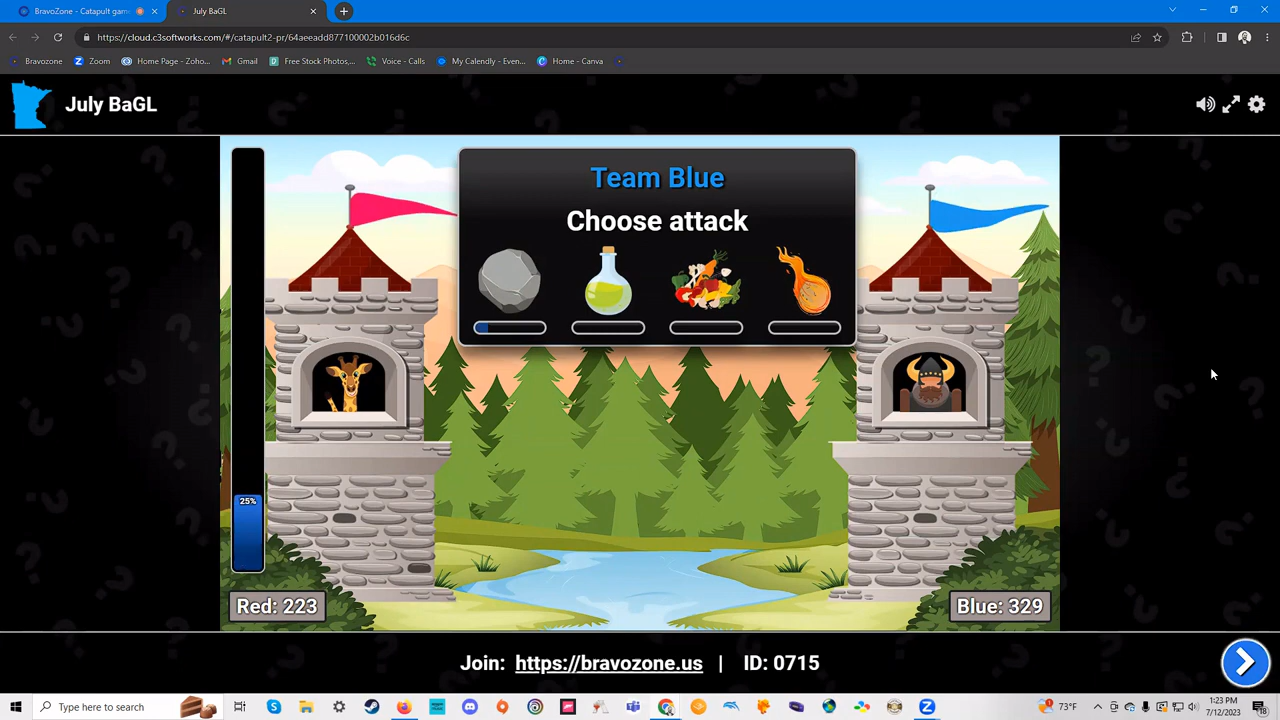 BravoZone - Catapult gam
July BaGL
https://cloud.c3softworks.com/#/catapult2-pr/64aeeadd877100002b016d6c
Bravozone
Zoom
Home Page - Zoho...
Gmail
Free Stock Photos,...
Voice - Calls
My Calendly - Even...
Home - Canva
July BaGL
Team Blue
Choose attack
25%
Red: 223
Blue: 329
Join: https://bravozone.us | ID: 0715
Type here to search
73°F
1:23 PM
7/12/2023
18